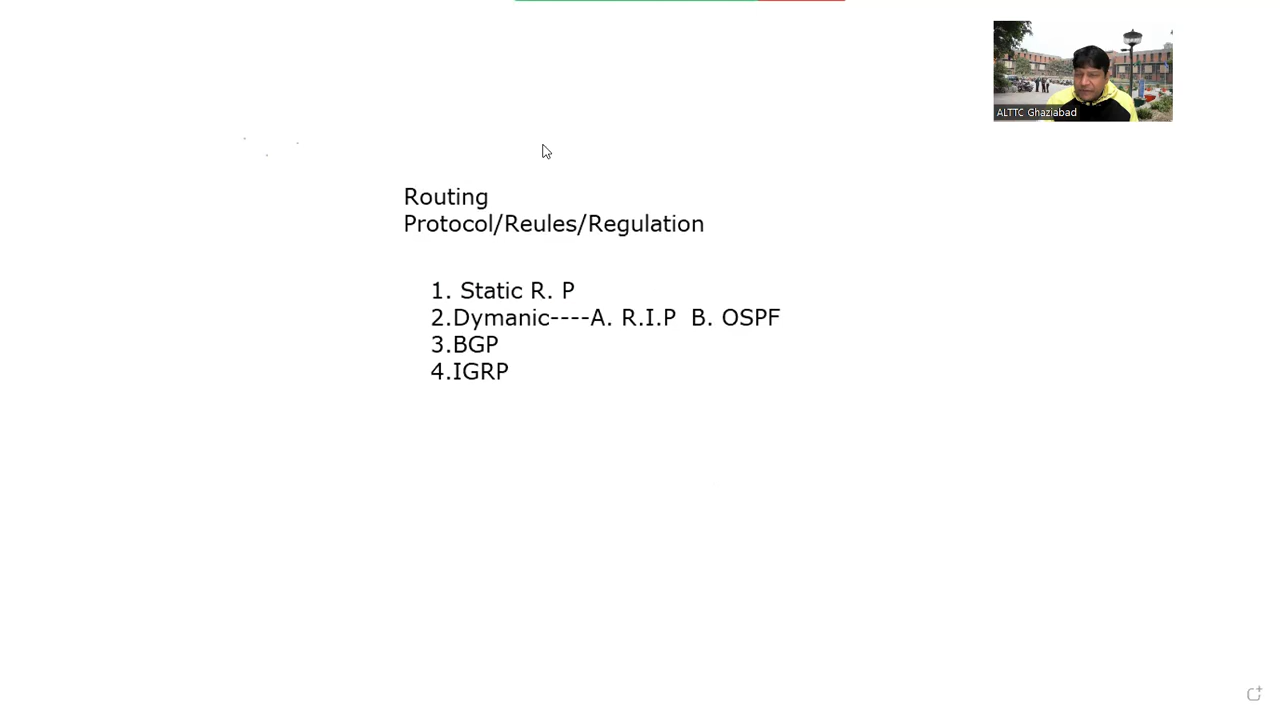 ALTTC Ghaziabad
Routing
Protocol/Reules/Regulation
1. Static R. P
2.Dymanic----A. R.I.P  B. OSPF
3.BGP
4.IGRP